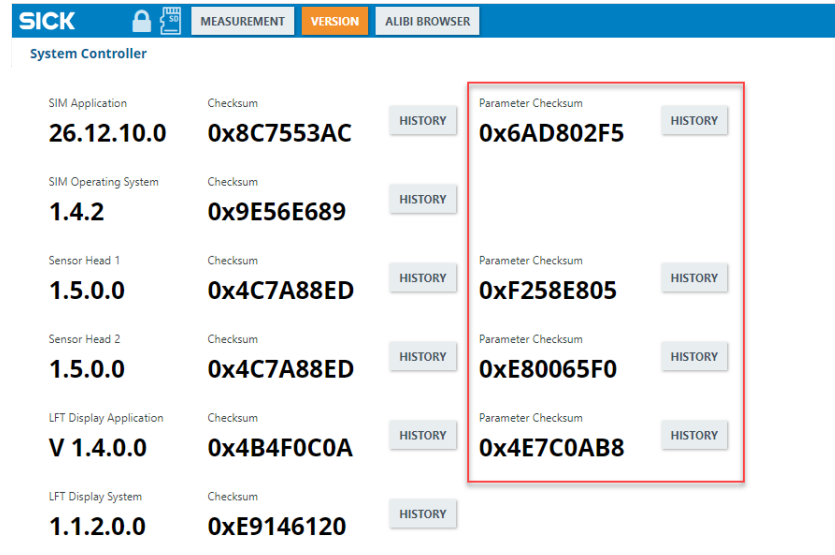 SICK SD MEASUREMENT VERSION ALIBI BROWSER
System Controller
SIM Application Checksum Parameter Checksum
26.12.10.0 0x8C7553AC HISTORY 0x6AD802F5 HISTORY
SIM Operating System Checksum
1.4.2 0x9E56E689 HISTORY
Sensor Head 1 Checksum Parameter Checksum
1.5.0.0 0x4C7A88ED HISTORY 0xF258E805 HISTORY
Sensor Head 2 Checksum Parameter Checksum
1.5.0.0 0x4C7A88ED HISTORY 0xE80065F0 HISTORY
LFT Display Application Checksum Parameter Checksum
V 1.4.0.0 0x4B4F0C0A HISTORY 0x4E7C0AB8 HISTORY
LFT Display System Checksum
1.1.2.0.0 0xE9146120 HISTORY